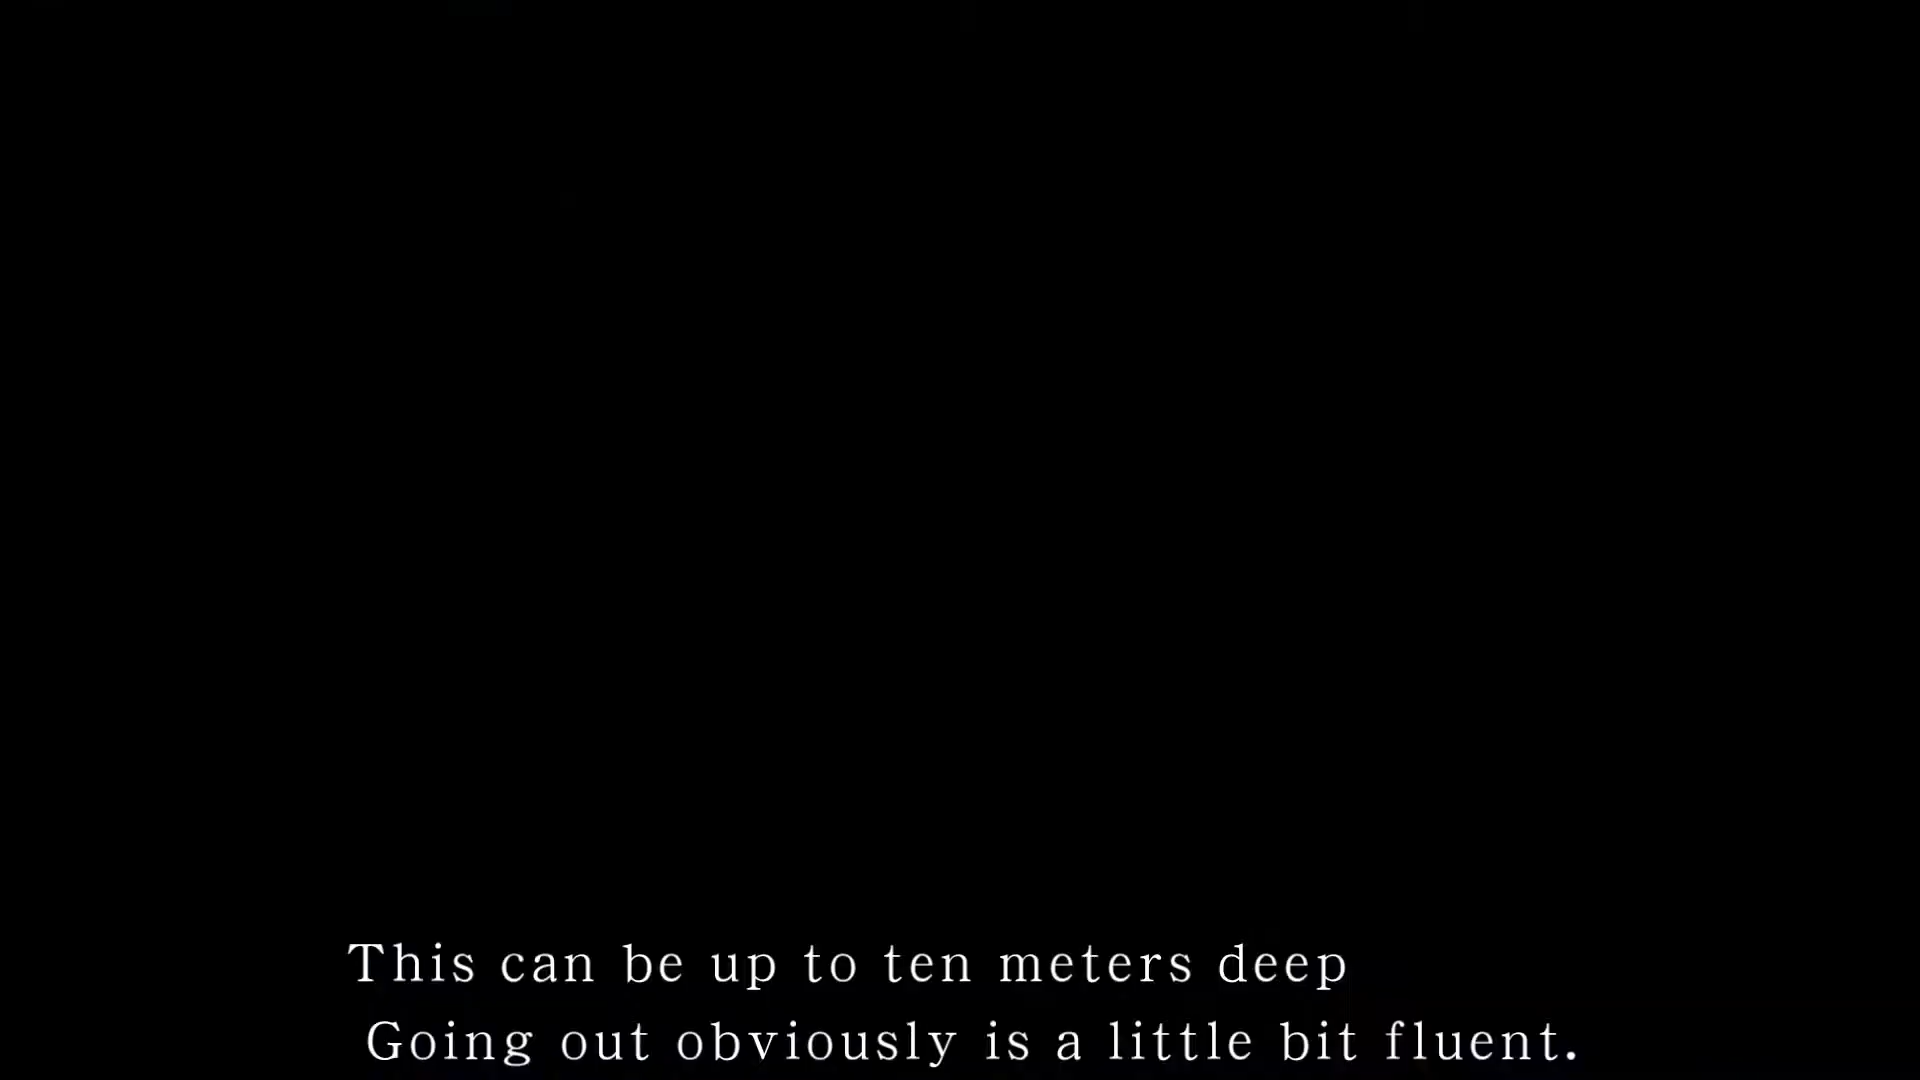 This can be up to ten meters deep
Going out obviously is a little bit fluent.